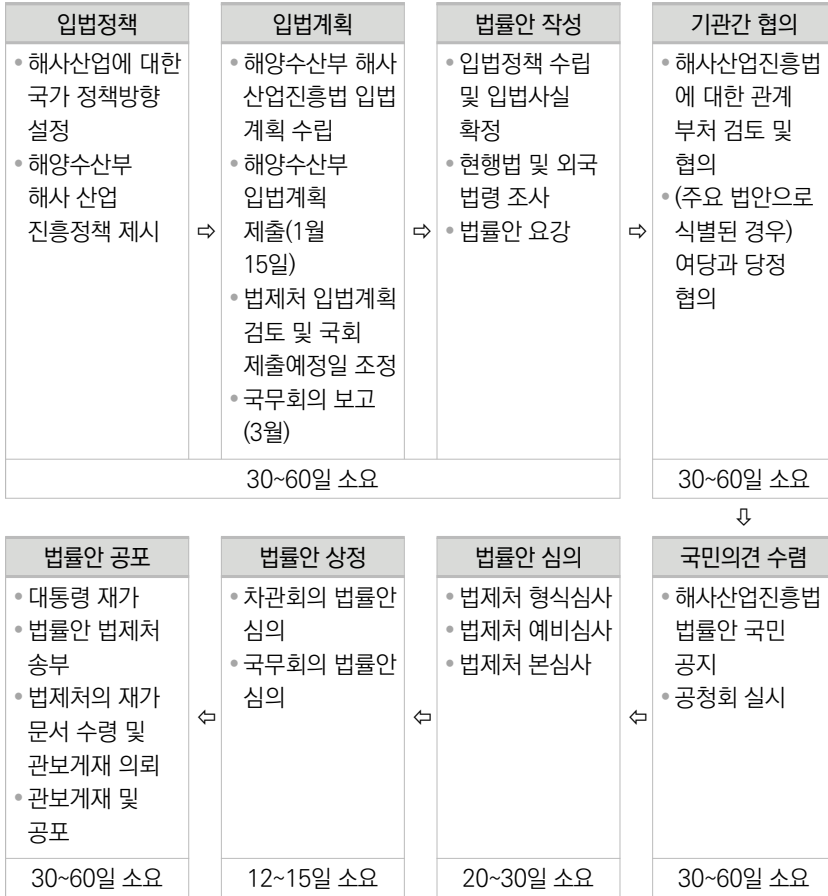 입법정책
• 해사산업에 대한
국가 정책방향
설정
• 해양수산부
해사 산업
진흥정책 제시
⇨
입법계획
• 해양수산부 해사
산업진흥법 입법
계획 수립
• 해양수산부
입법계획
제출(1월
15일)
• 법제처 입법계획
검토 및 국회
제출예정일 조정
• 국무회의 보고
(3월)
⇨
법률안 작성
• 입법정책 수립
및 입법사실
확정
• 현행법 및 외국
법령 조사
• 법률안 요강
⇨
기관간 협의
• 해사산업진흥법
에 대한 관계
부처 검토 및
협의
• (주요 법안으로
식별된 경우)
여당과 당정
협의
30~60일 소요
30~60일 소요
⇩
법률안 공포
• 대통령 재가
• 법률안 법제처
송부
• 법제처의 재가
문서 수령 및
관보게재 의뢰
• 관보게재 및
공포
30~60일 소요
⇦
법률안 상정
• 차관회의 법률안
심의
• 국무회의 법률안
심의
12~15일 소요
⇦
법률안 심의
• 법제처 형식심사
• 법제처 예비심사
• 법제처 본심사
20~30일 소요
⇦
국민의견 수렴
• 해사산업진흥법
법률안 국민
공지
• 공청회 실시
30~60일 소요